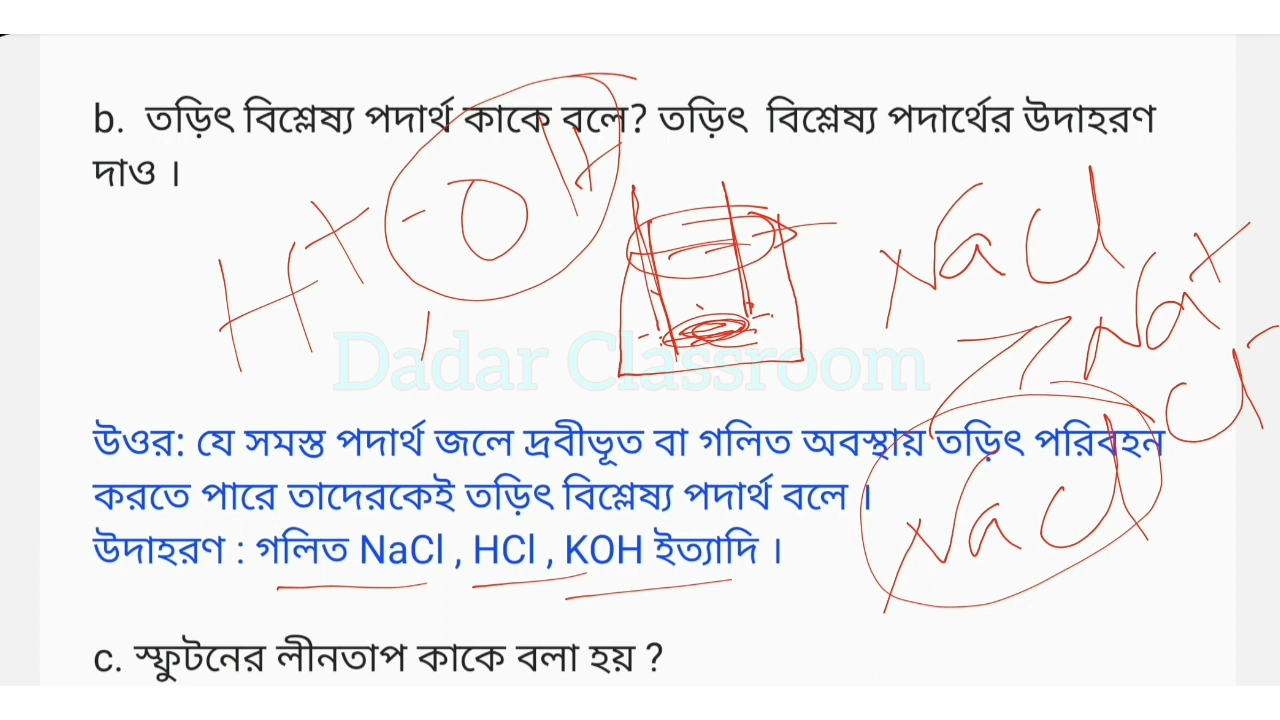 b. তড়িৎ বিশ্লেষ্য পদার্থ কাকে বলে? তড়িৎ বিশ্লেষ্য পদার্থের উদাহরণ
দাও ।
H+ -OH
NaCl
Na+
Cl-
Dadar Classroom
উওর: যে সমস্ত পদার্থ জলে দ্রবীভূত বা গলিত অবস্থায় তড়িৎ পরিবহন
করতে পারে তাদেরকেই তড়িৎ বিশ্লেষ্য পদার্থ বলে ।
NaCl
উদাহরণ : গলিত NaCl , HCl , KOH ইত্যাদি ।
c. স্ফুটনের লীনতাপ কাকে বলা হয় ?